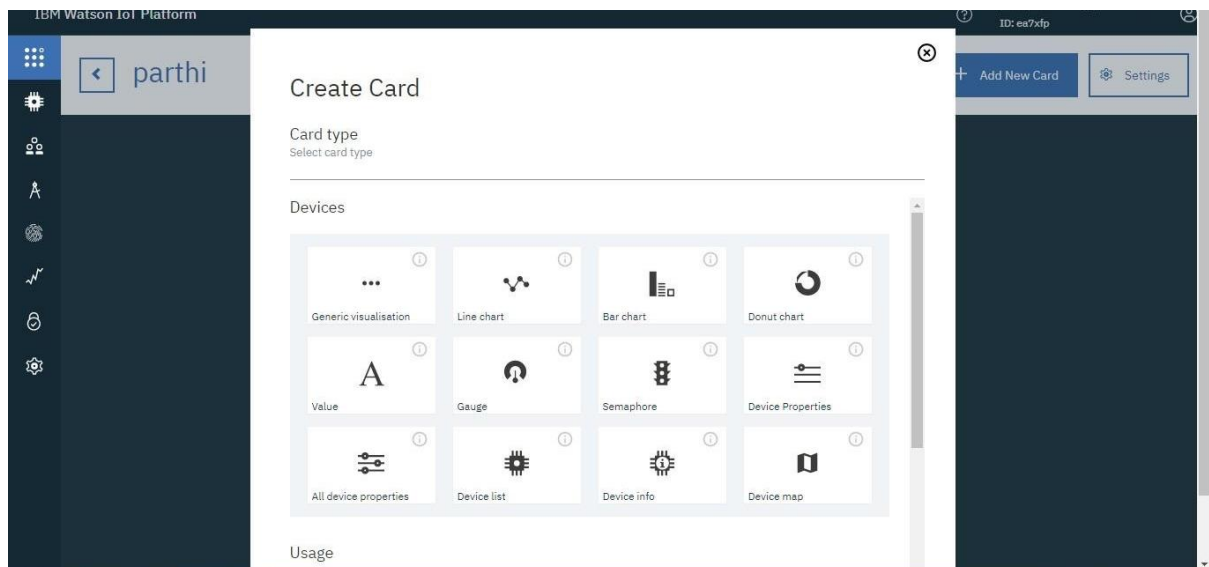 IBM Watson IoT Platform
ID: ea7xfp
parthi
Add New Card
Settings
Create Card
Card type
Select card type
Devices
Generic visualisation
Line chart
Bar chart
Donut chart
A
Value
Gauge
Semaphore
Device Properties
All device properties
Device list
Device info
Device map
Usage